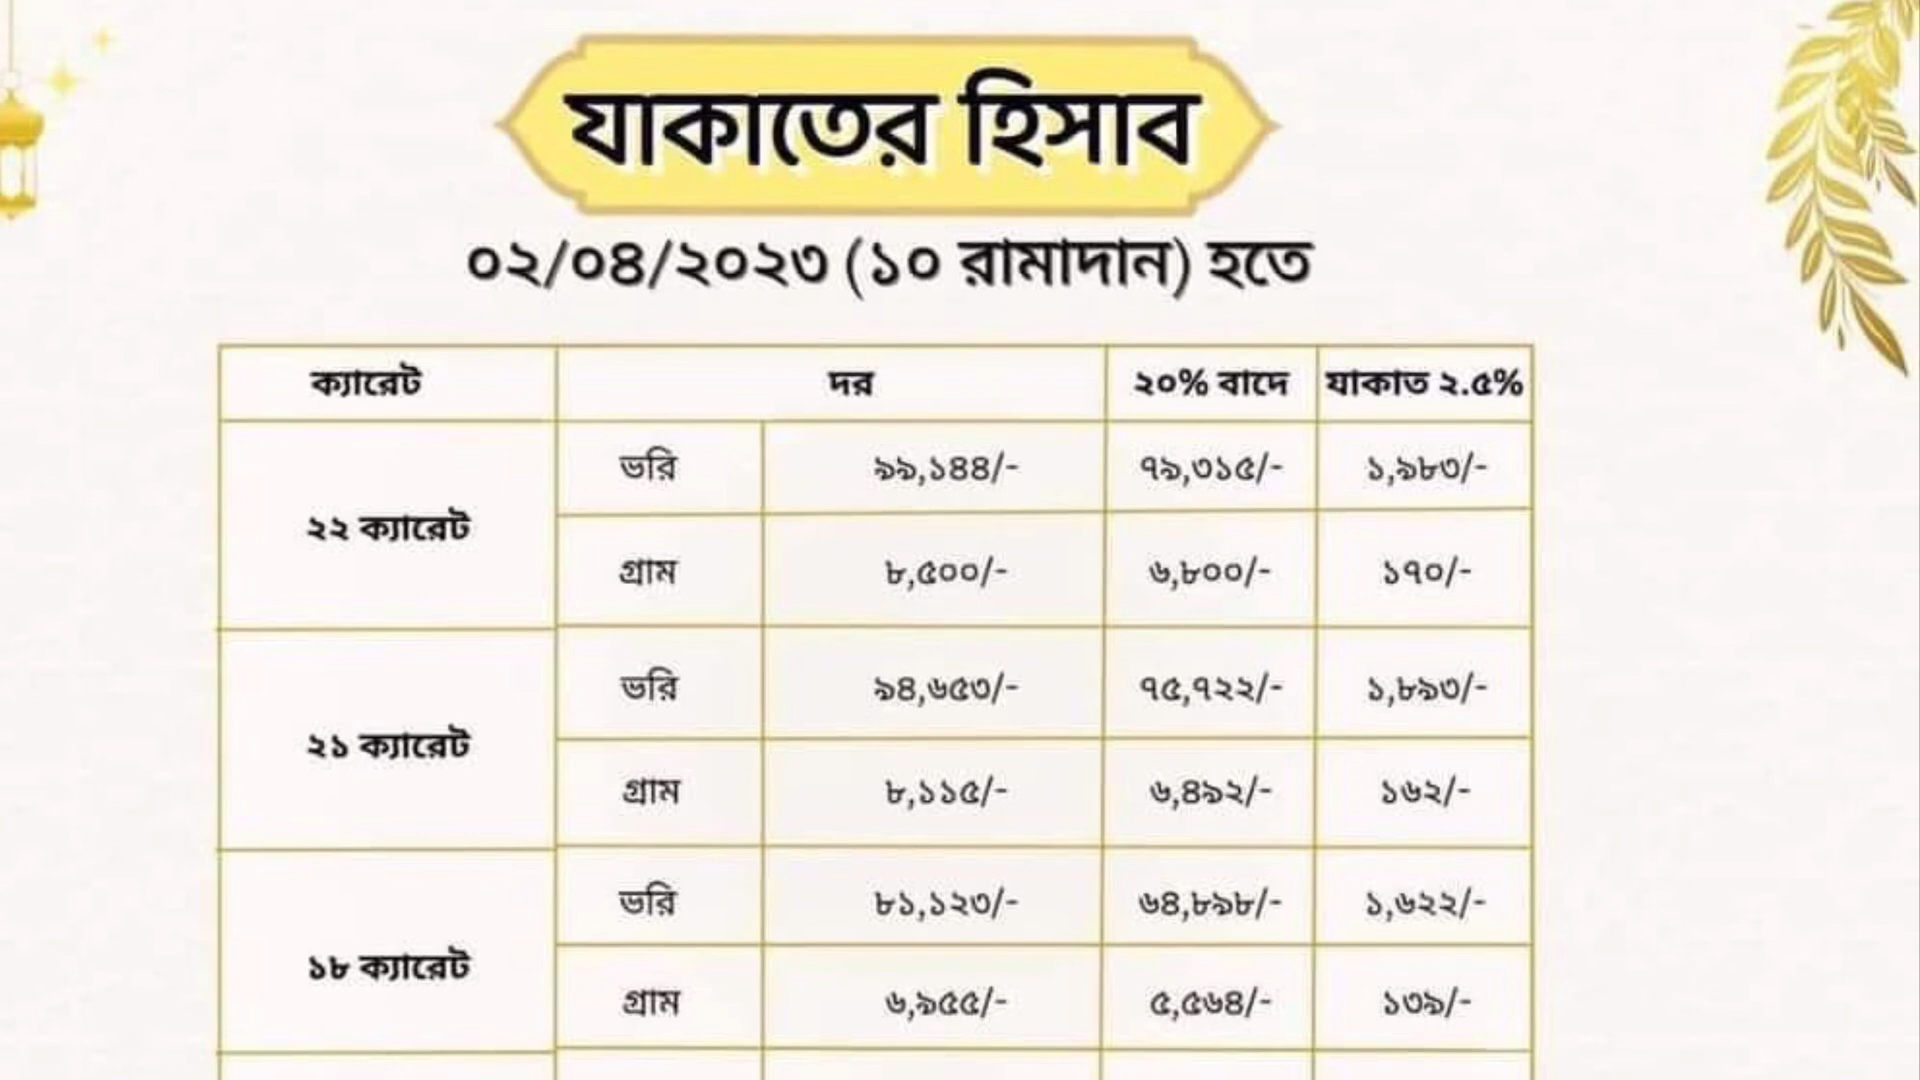 যাকাতের হিসাব
০২/০৪/২০২৩ (১০ রামাদান) হতে
ক্যারেট দর ২০% বাদে যাকাত ২.৫%
২২ ক্যারেট
ভরি ৯৯,১৪৪/- ৭৯,৩১৫/- ১,৯৮৩/-
গ্রাম ৮,৫০০/- ৬,৮০০/- ১৭০/-
২১ ক্যারেট
ভরি ৯৪,৬৫৩/- ৭৫,৭২২/- ১,৮৯৩/-
গ্রাম ৮,১১৫/- ৬,৪৯২/- ১৬২/-
১৮ ক্যারেট
ভরি ৮১,১২৩/- ৬৪,৮৯৮/- ১,৬২২/-
গ্রাম ৬,৯৫৫/- ৫,৫৬৪/- ১৩৯/-